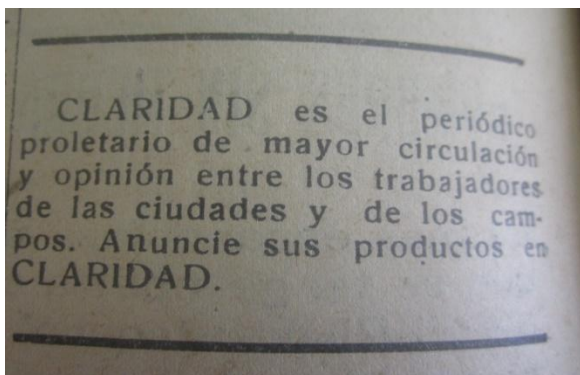 CLARIDAD es el periódico
proletario de mayor circulación
y opinión entre los trabajadores
de las ciudades y de los cam-
pos. Anuncie sus productos en
CLARIDAD.